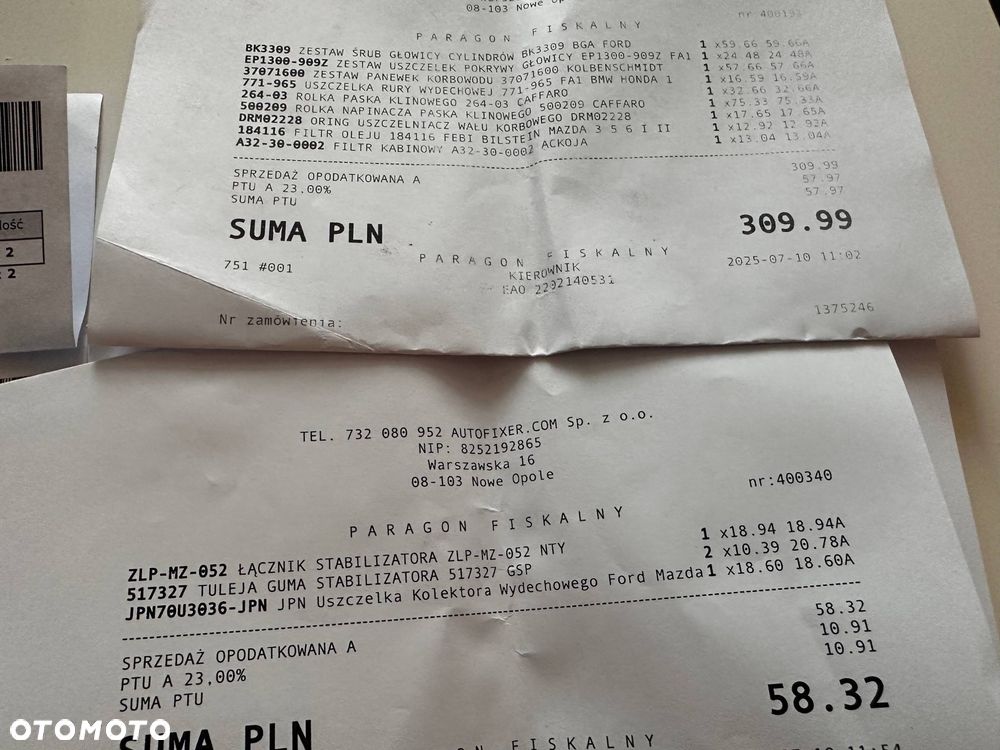 08-103 Nowe Opole
nr 400193
PARAGON FISKALNY
BK3309 ZESTAW ŚRUB GŁOWICY CYLINDRÓW BK3309 BGA FORD 1 x59.66 59.66A
EP1300-909Z ZESTAW USZCZELEK POKRYWY GŁOWICY EP1300-909Z FA1 1 x24.48 24.48A
37071600 ZESTAW PANEWEK KORBOWODU 37071600 KOLBENSCHMIDT 1 x57.66 57.66A
771-965 USZCZELKA RURY WYDECHOWEJ 771-965 FA1 BMW HONDA 1 x16.59 16.59A
264-03 ROLKA PASKA KLINOWEGO 264-03 CAFFARO 1 x32.66 32.66A
500209 ROLKA NAPINACZA PASKA KLINOWEGO 500209 CAFFARO 1 x75.33 75.33A
DRM02228 ORING USZCZELNIACZ WAŁU KORBOWEGO DRM02228 1 x17.65 17.65A
184116 FILTR OLEJU 184116 FEBI BILSTEIN MAZDA 3 5 6 I II 1 x12.92 12.92A
A32-30-0002 FILTR KABINOWY A32-30-0002 ACKOJA 1 x13.04 13.04A
SPRZEDAŻ OPODATKOWANA A 309.99
PTU A 23.00% 57.97
SUMA PTU 57.97
SUMA PLN 309.99
PARAGON FISKALNY
751 #001 KIEROWNIK 2025-07-10 11:02
EAO 2202140531
Nr zamówienia: 1375246
TEL. 732 080 952 AUTOFIXER.COM Sp. z o.o.
NIP: 8252192865
Warszawska 16
08-103 Nowe Opole
nr:400340
PARAGON FISKALNY
ZLP-MZ-052 ŁĄCZNIK STABILIZATORA ZLP-MZ-052 NTY 1 x18.94 18.94A
517327 TULEJA GUMA STABILIZATORA 517327 GSP 2 x10.39 20.78A
JPN70U3036-JPN JPN Uszczelka Kolektora Wydechowego Ford Mazda 1 x18.60 18.60A
SPRZEDAŻ OPODATKOWANA A 58.32
PTU A 23,00% 10.91
SUMA PTU 10.91
SUMA PLN 58.32
FISKALNY
OTOMOTO
ilość
2
2